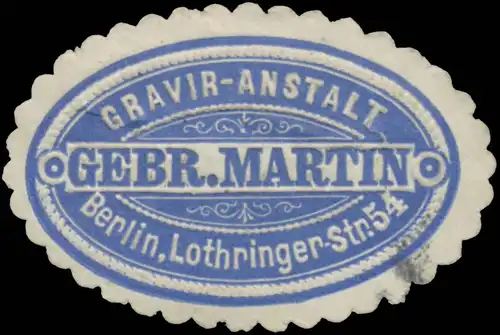 GRAVIR-ANSTALT
GEBR. MARTIN
Berlin, Lothringer-Str. 54